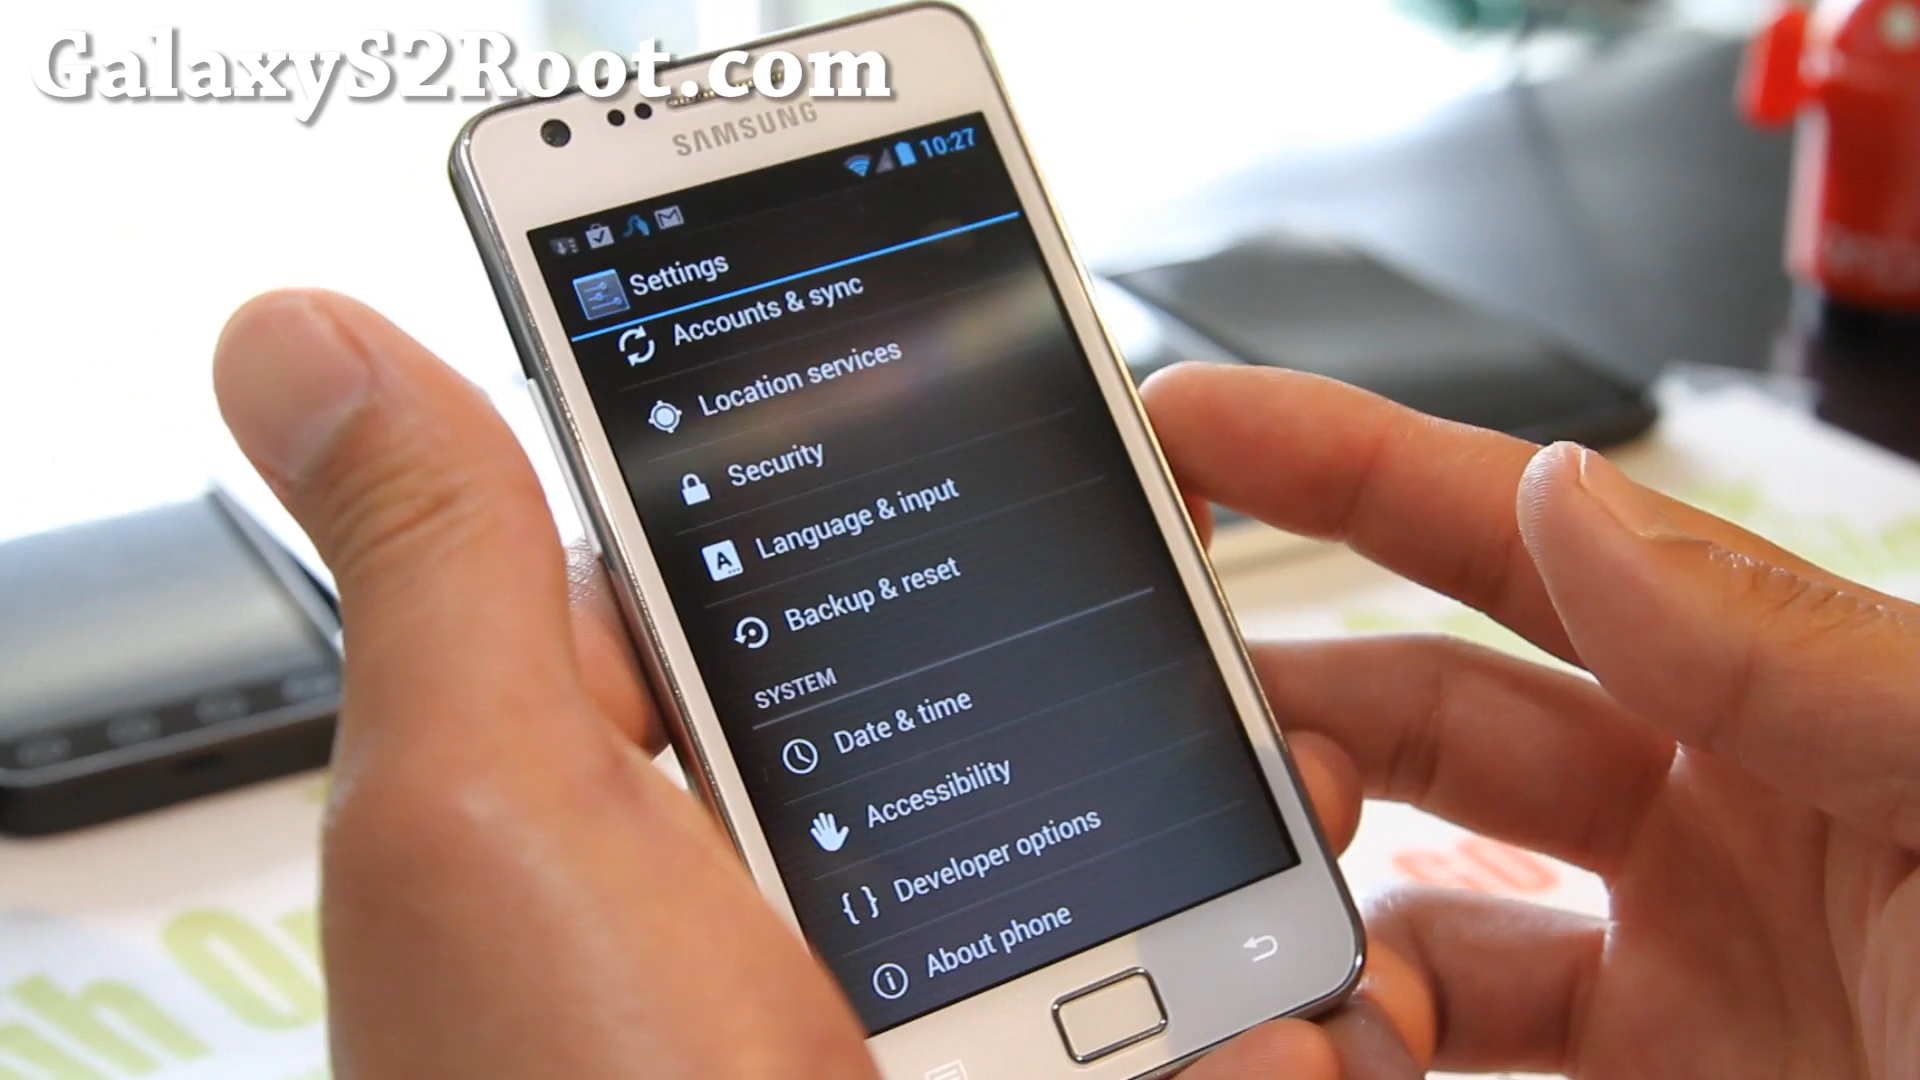 GalaxyS2Root.com
SAMSUNG
10:27
Settings
Accounts & sync
Location services
Security
Language & input
Backup & reset
SYSTEM
Date & time
Accessibility
Developer options
About phone